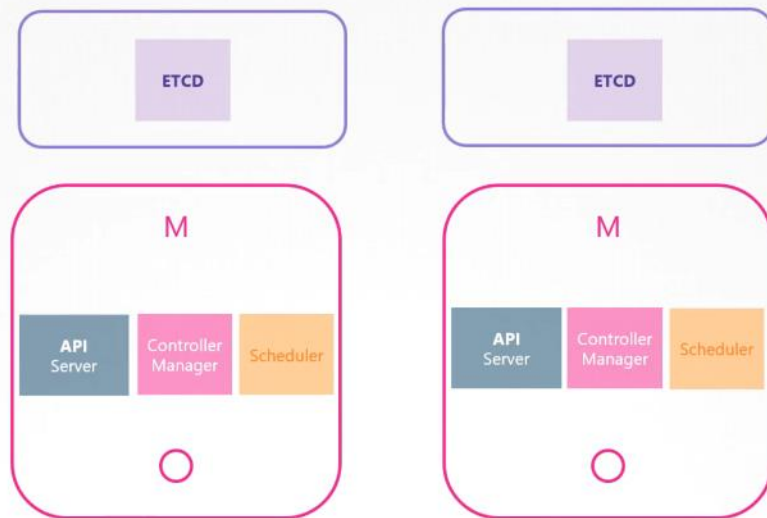 ETCD
ETCD
M
M
API
Server
Controller
Manager
Scheduler
API
Server
Controller
Manager
Scheduler